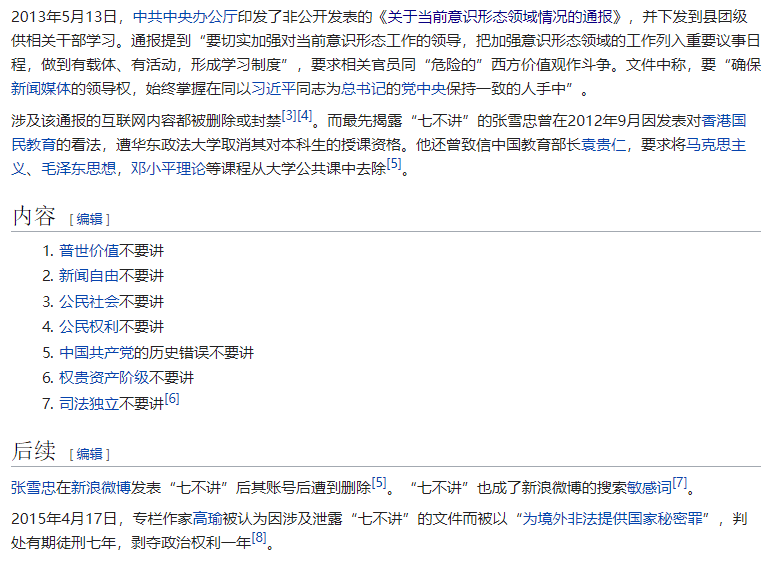 2013年5月13日，中共中央办公厅印发了非公开发表的《关于当前意识形态领域情况的通报》，并下发到县团级
供相关干部学习。通报提到“要切实加强对当前意识形态工作的领导，把加强意识形态领域的工作列入重要议事日
程，做到有载体、有活动，形成学习制度”，要求相关官员同“危险的”西方价值观作斗争。文件中称，要“确保
新闻媒体的领导权，始终掌握在同以习近平同志为总书记的党中央保持一致的人手中”。
涉及该通报的互联网内容都被删除或封禁[3][4]。而最先揭露“七不讲”的张雪忠曾在2012年9月因发表对香港国
民教育的看法，遭华东政法大学取消其对本科生的授课资格。他还曾致信中国教育部长袁贵仁，要求将马克思主
义、毛泽东思想，邓小平理论等课程从大学公共课中去除[5]。
内容 [编辑]
1. 普世价值不要讲
2. 新闻自由不要讲
3. 公民社会不要讲
4. 公民权利不要讲
5. 中国共产党的历史错误不要讲
6. 权贵资产阶级不要讲
7. 司法独立不要讲[6]
后续 [编辑]
张雪忠在新浪微博发表“七不讲”后其账号后遭到删除[5]。“七不讲”也成了新浪微博的搜索敏感词[7]。
2015年4月17日，专栏作家高瑜被认为因涉及泄露“七不讲”的文件而被以“为境外非法提供国家秘密罪”，判
处有期徒刑七年，剥夺政治权利一年[8]。